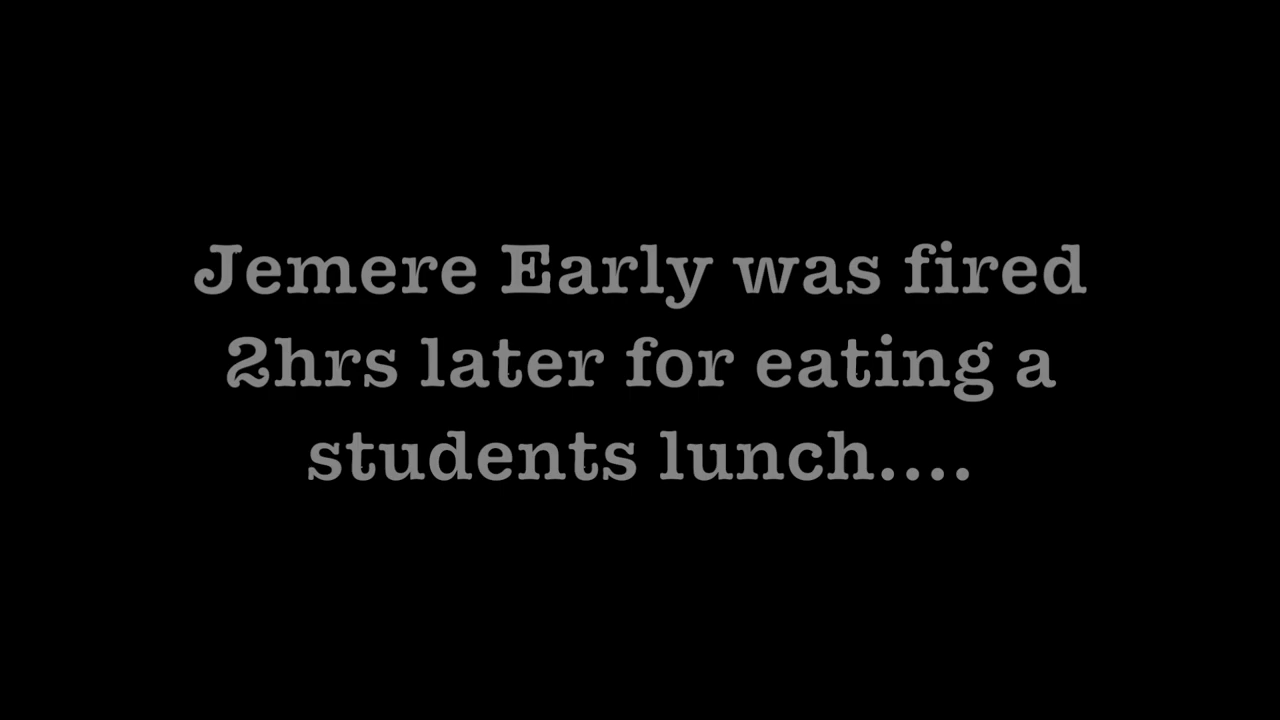 Jemere Early was fired
2hrs later for eating a
students lunch....